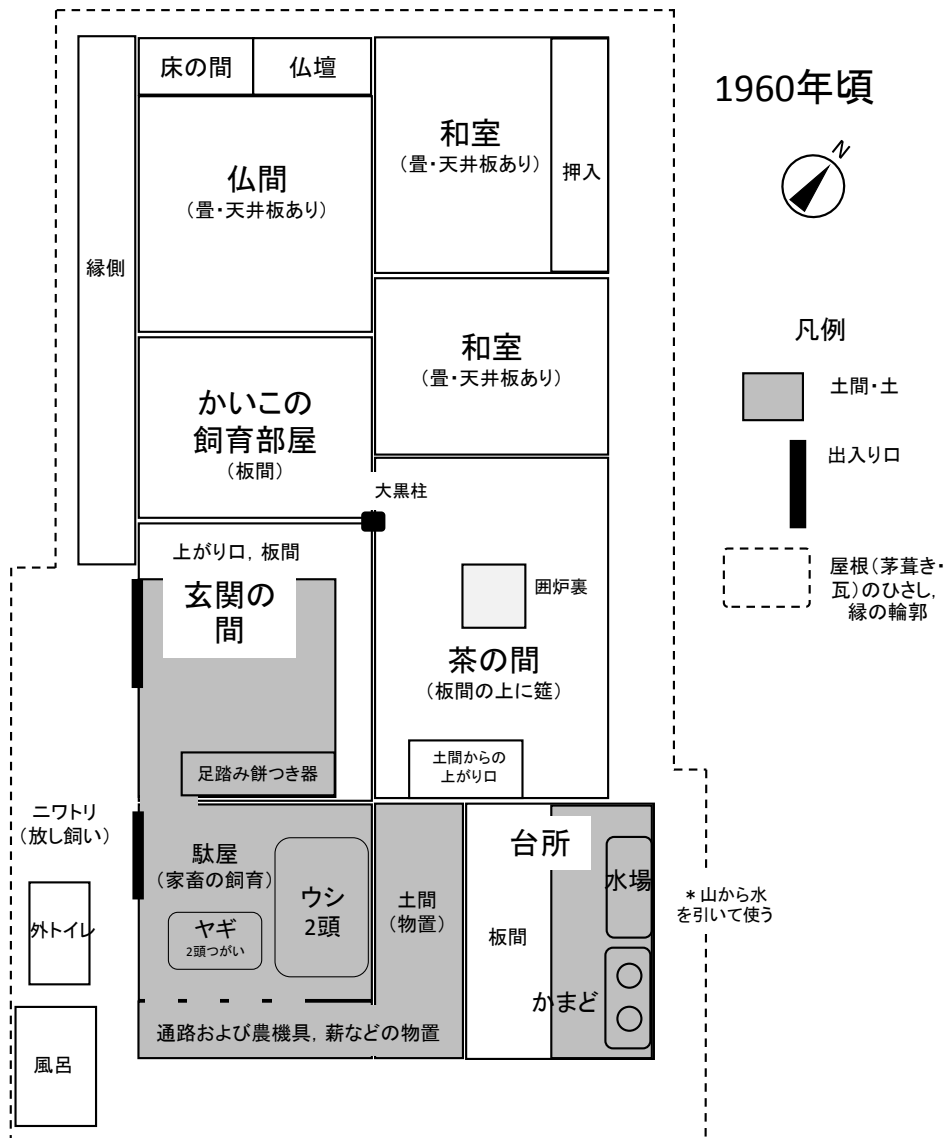 床の間
仏壇
1960年頃
N
和室
(畳・天井板あり)
押入
仏間
(畳・天井板あり)
縁側
凡例
和室
(畳・天井板あり)
土間・土
かいこの
飼育部屋
(板間)
出入り口
大黒柱
上がり口, 板間
屋根(茅葺き・
瓦)のひさし,
縁の輪郭
玄関の
間
囲炉裏
茶の間
(板間の上に筵)
土間からの
上がり口
足踏み餅つき器
ニワトリ
(放し飼い)
駄屋
(家畜の飼育)
ウシ
2頭
ヤギ
2頭つがい
土間
(物置)
台所
水場
板間
かまど
*山から水
を引いて使う
外トイレ
通路および農機具, 薪などの物置
風呂